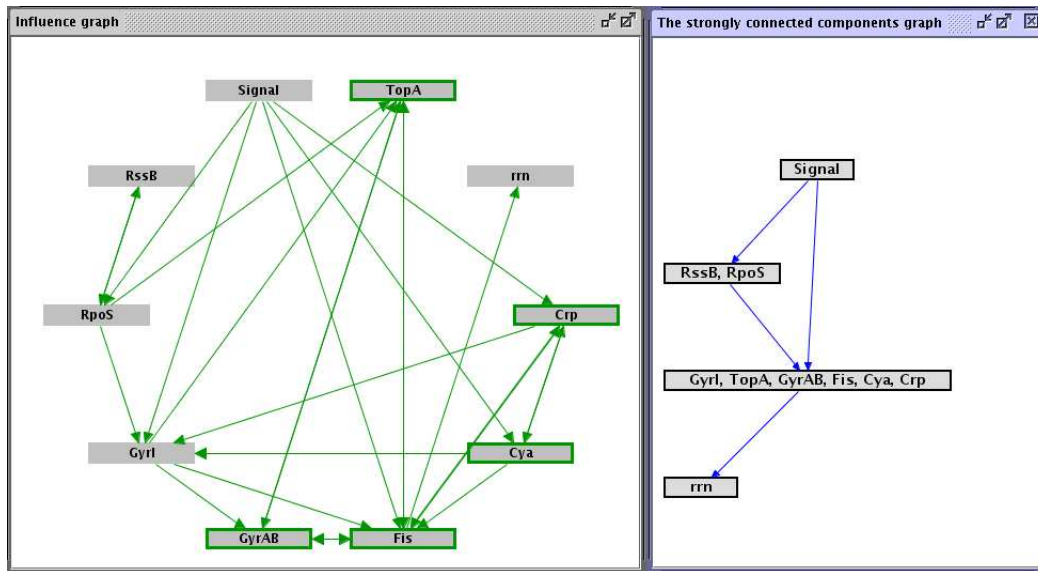 Influence graph
Signal
TopA
RssB
rrn
RpoS
Crp
GyrI
Cya
GyrAB
Fis
The strongly connected components graph
Signal
RssB, RpoS
GyrI, TopA, GyrAB, Fis, Cya, Crp
rrn